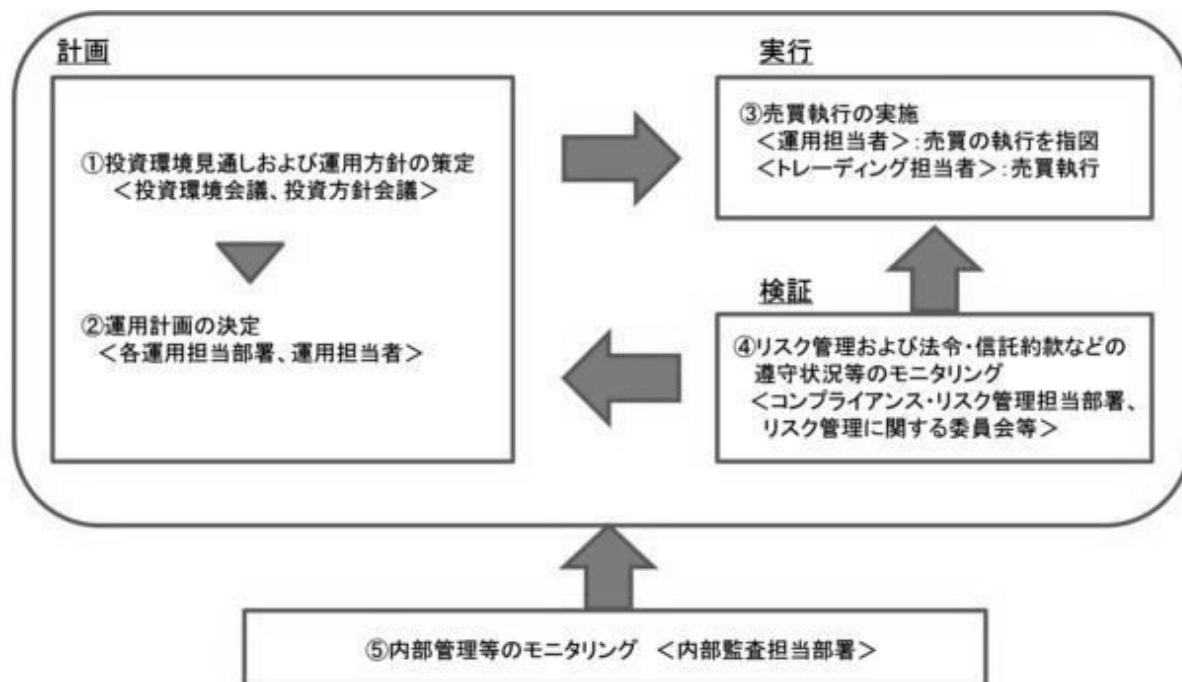 計画
①投資環境見通しおよび運用方針の策定
＜投資環境会議、投資方針会議＞
②運用計画の決定
＜各運用担当部署、運用担当者＞
実行
③売買執行の実施
＜運用担当者＞：売買の執行を指図
＜トレーディング担当者＞：売買執行
検証
④リスク管理および法令・信託約款などの
遵守状況等のモニタリング
＜コンプライアンス・リスク管理担当部署、
リスク管理に関する委員会等＞
⑤内部管理等のモニタリング ＜内部監査担当部署＞